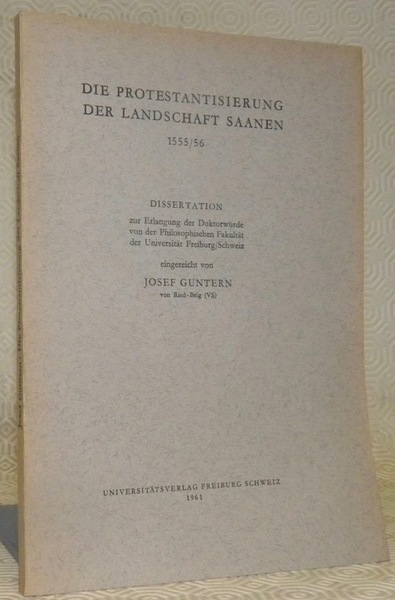 DIE PROTESTANTISIERUNG
DER LANDSCHAFT SAANEN
1555/56
DISSERTATION
zur Erlangung der Doktorwürde
von der Philosophischen Fakultät
der Universität Freiburg/Schweiz
eingereicht von
JOSEF GUNTERN
von Ried-Brig (VS)
UNIVERSITÄTSVERLAG FREIBURG SCHWEIZ
1961